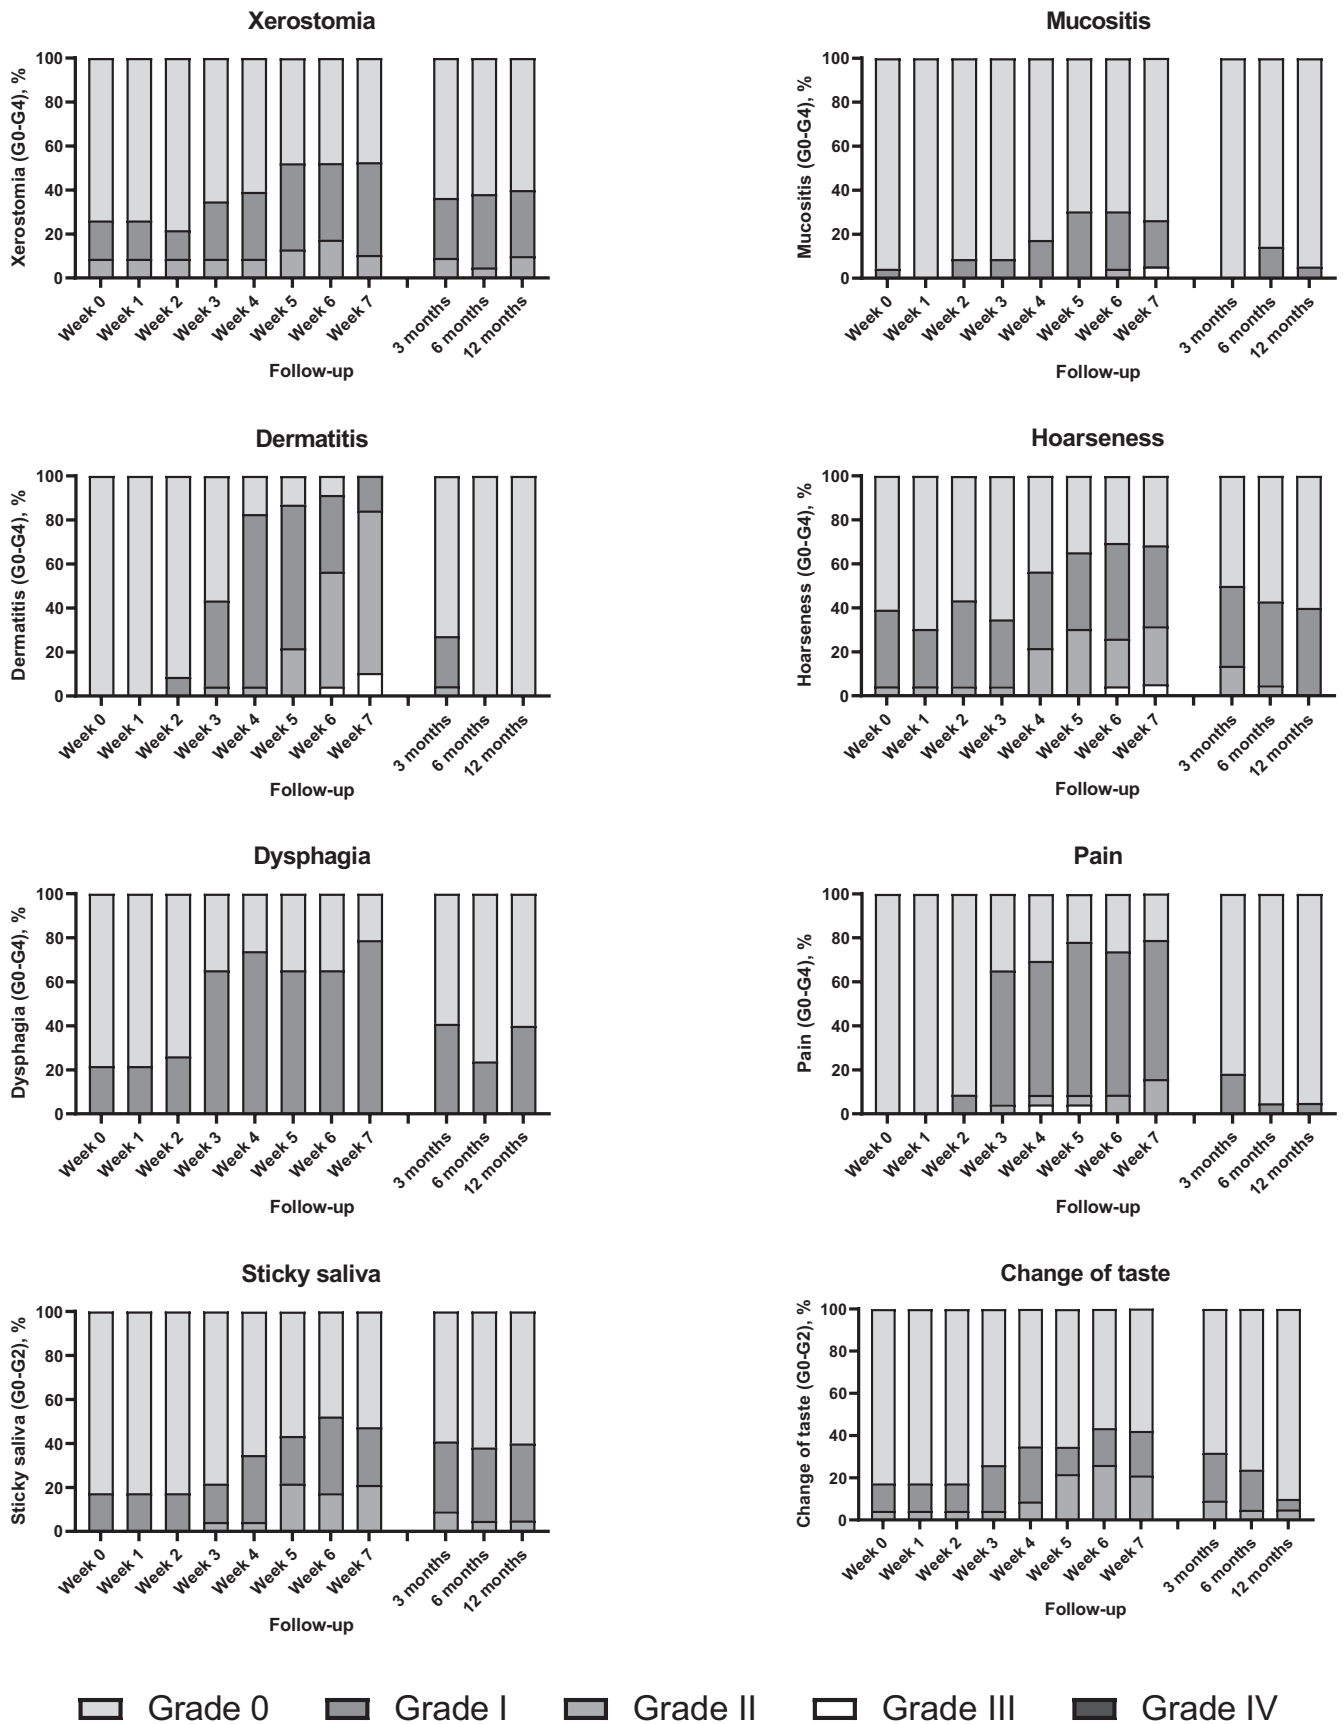 Xerostomia
Xerostomia (G0-G4), %
100
80
60
40
20
0
Week 0 Week 1 Week 2 Week 3 Week 4 Week 5 Week 6 Week 7 3 months 6 months 12 months
Follow-up
Mucositis
Mucositis (G0-G4), %
100
80
60
40
20
0
Week 0 Week 1 Week 2 Week 3 Week 4 Week 5 Week 6 Week 7 3 months 6 months 12 months
Follow-up
Dermatitis
Dermatitis (G0-G4), %
100
80
60
40
20
0
Week 0 Week 1 Week 2 Week 3 Week 4 Week 5 Week 6 Week 7 3 months 6 months 12 months
Follow-up
Hoarseness
Hoarseness (G0-G4), %
100
80
60
40
20
0
Week 0 Week 1 Week 2 Week 3 Week 4 Week 5 Week 6 Week 7 3 months 6 months 12 months
Follow-up
Dysphagia
Dysphagia (G0-G4), %
100
80
60
40
20
0
Week 0 Week 1 Week 2 Week 3 Week 4 Week 5 Week 6 Week 7 3 months 6 months 12 months
Follow-up
Pain
Pain (G0-G4), %
100
80
60
40
20
0
Week 0 Week 1 Week 2 Week 3 Week 4 Week 5 Week 6 Week 7 3 months 6 months 12 months
Follow-up
Sticky saliva
Sticky saliva (G0-G2), %
100
80
60
40
20
0
Week 0 Week 1 Week 2 Week 3 Week 4 Week 5 Week 6 Week 7 3 months 6 months 12 months
Follow-up
Change of taste
Change of taste (G0-G2), %
100
80
60
40
20
0
Week 0 Week 1 Week 2 Week 3 Week 4 Week 5 Week 6 Week 7 3 months 6 months 12 months
Follow-up
Grade 0 Grade I Grade II Grade III Grade IV